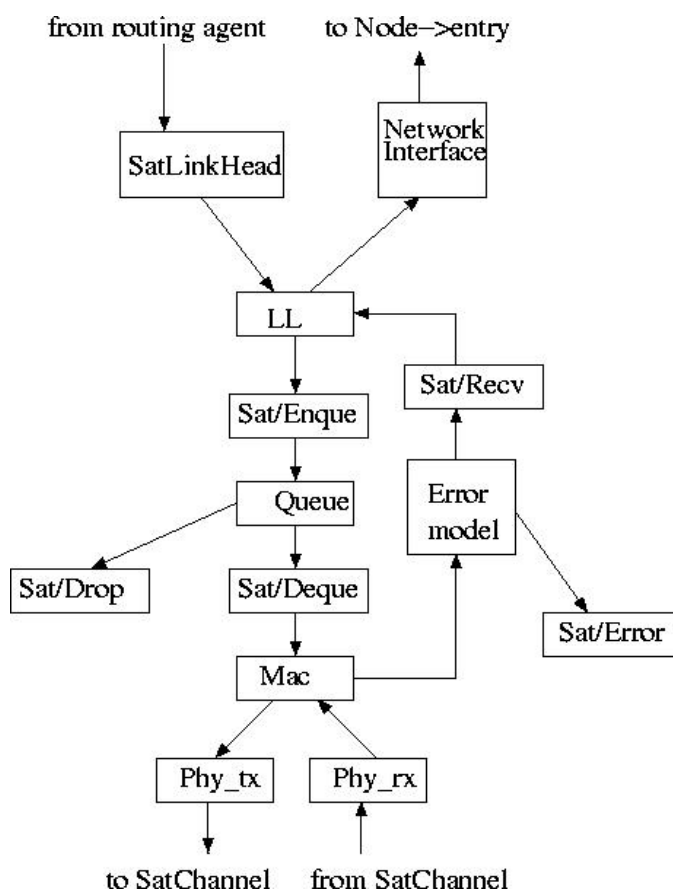 from routing agent
to Node->entry
SatLinkHead
Network
Interface
LL
Sat/Recv
Sat/Enque
Queue
Error
model
Sat/Drop
Sat/Deque
Sat/Error
Mac
Phy_tx
Phy_rx
to SatChannel
from SatChannel